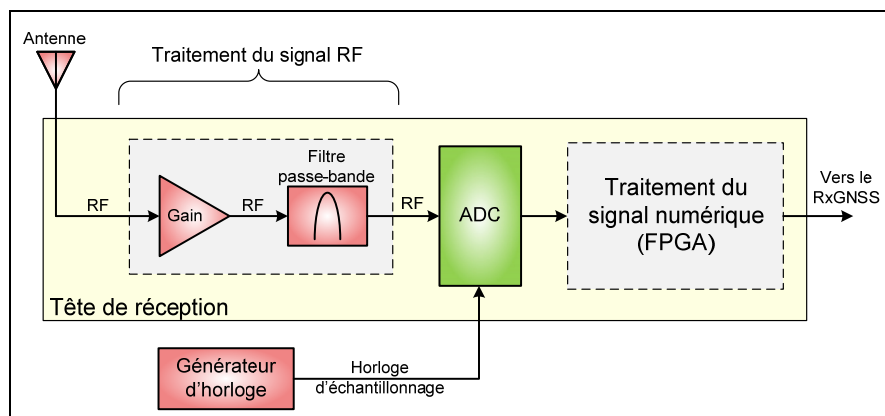 Antenne
Traitement du signal RF
Filtre
passe-bande
RF
Gain
RF
RF
ADC
Traitement du
signal numérique
(FPGA)
Vers le
RxGNSS
Tête de réception
Générateur
d'horloge
Horloge
d'échantillonnage